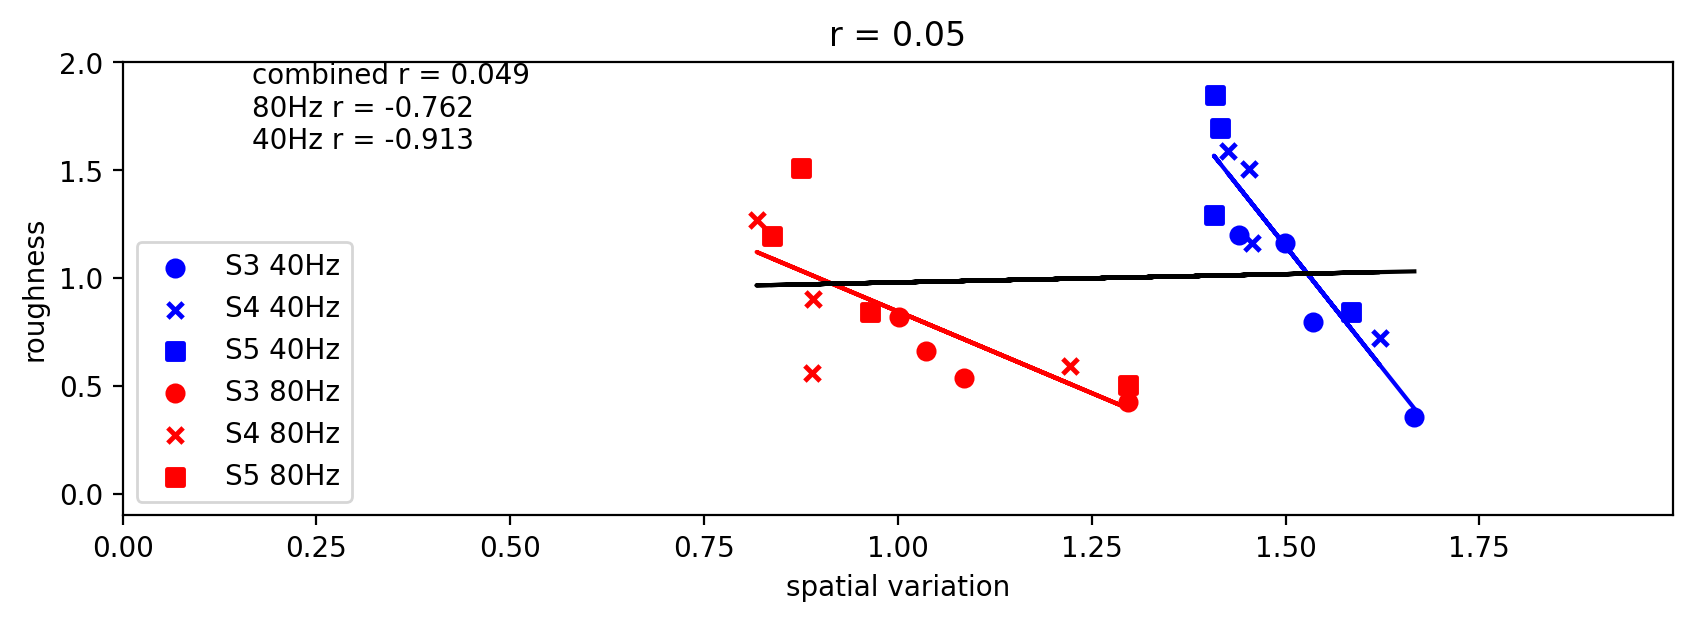 r = 0.05
2.0
combined r = 0.049
80Hz r = -0.762
40Hz r = -0.913
1.5
1.0
0.5
0.0
roughness
S3 40Hz
S4 40Hz
S5 40Hz
S3 80Hz
S4 80Hz
S5 80Hz
0.00 0.25 0.50 0.75 1.00 1.25 1.50 1.75
spatial variation